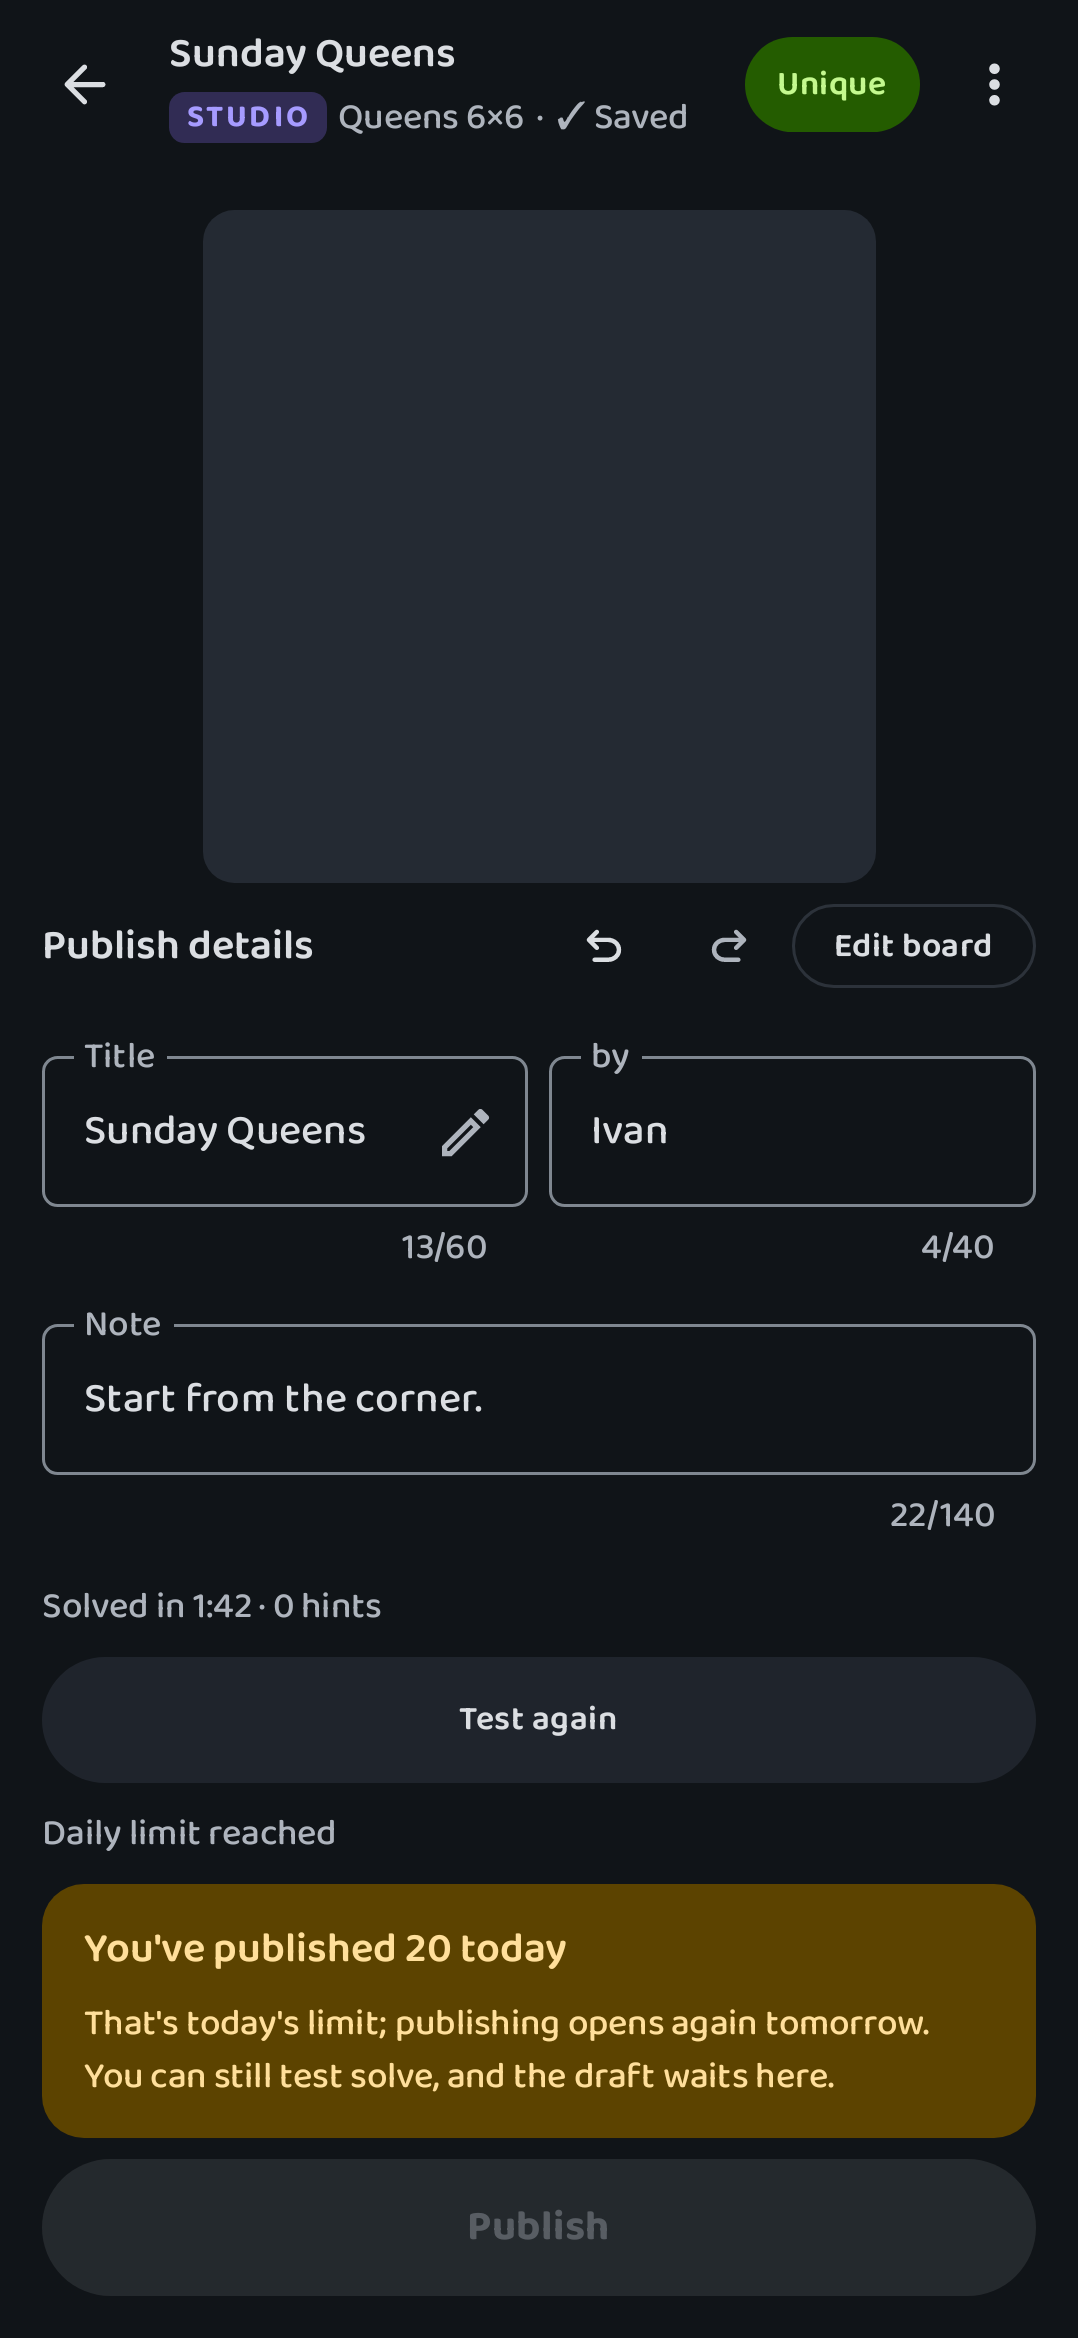 Sunday Queens
STUDIO Queens 6×6 · ✓ Saved
Unique
Publish details
Edit board
Title
Sunday Queens
13/60
by
Ivan
4/40
Note
Start from the corner.
22/140
Solved in 1:42 · 0 hints
Test again
Daily limit reached
You've published 20 today
That's today's limit; publishing opens again tomorrow.
You can still test solve, and the draft waits here.
Publish